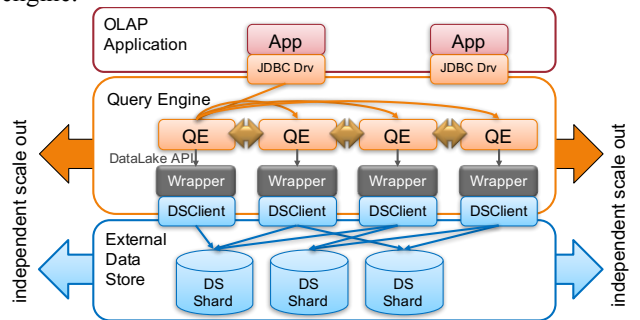 engine.
OLAP
Application
App
App
JDBC Drv
JDBC Drv
Query Engine
QE
QE
QE
QE
DataLake API
Wrapper
Wrapper
Wrapper
Wrapper
DSClient
DSClient
DSClient
DSClient
External
Data
Store
DS
Shard
DS
Shard
DS
Shard
independent scale out
independent scale out